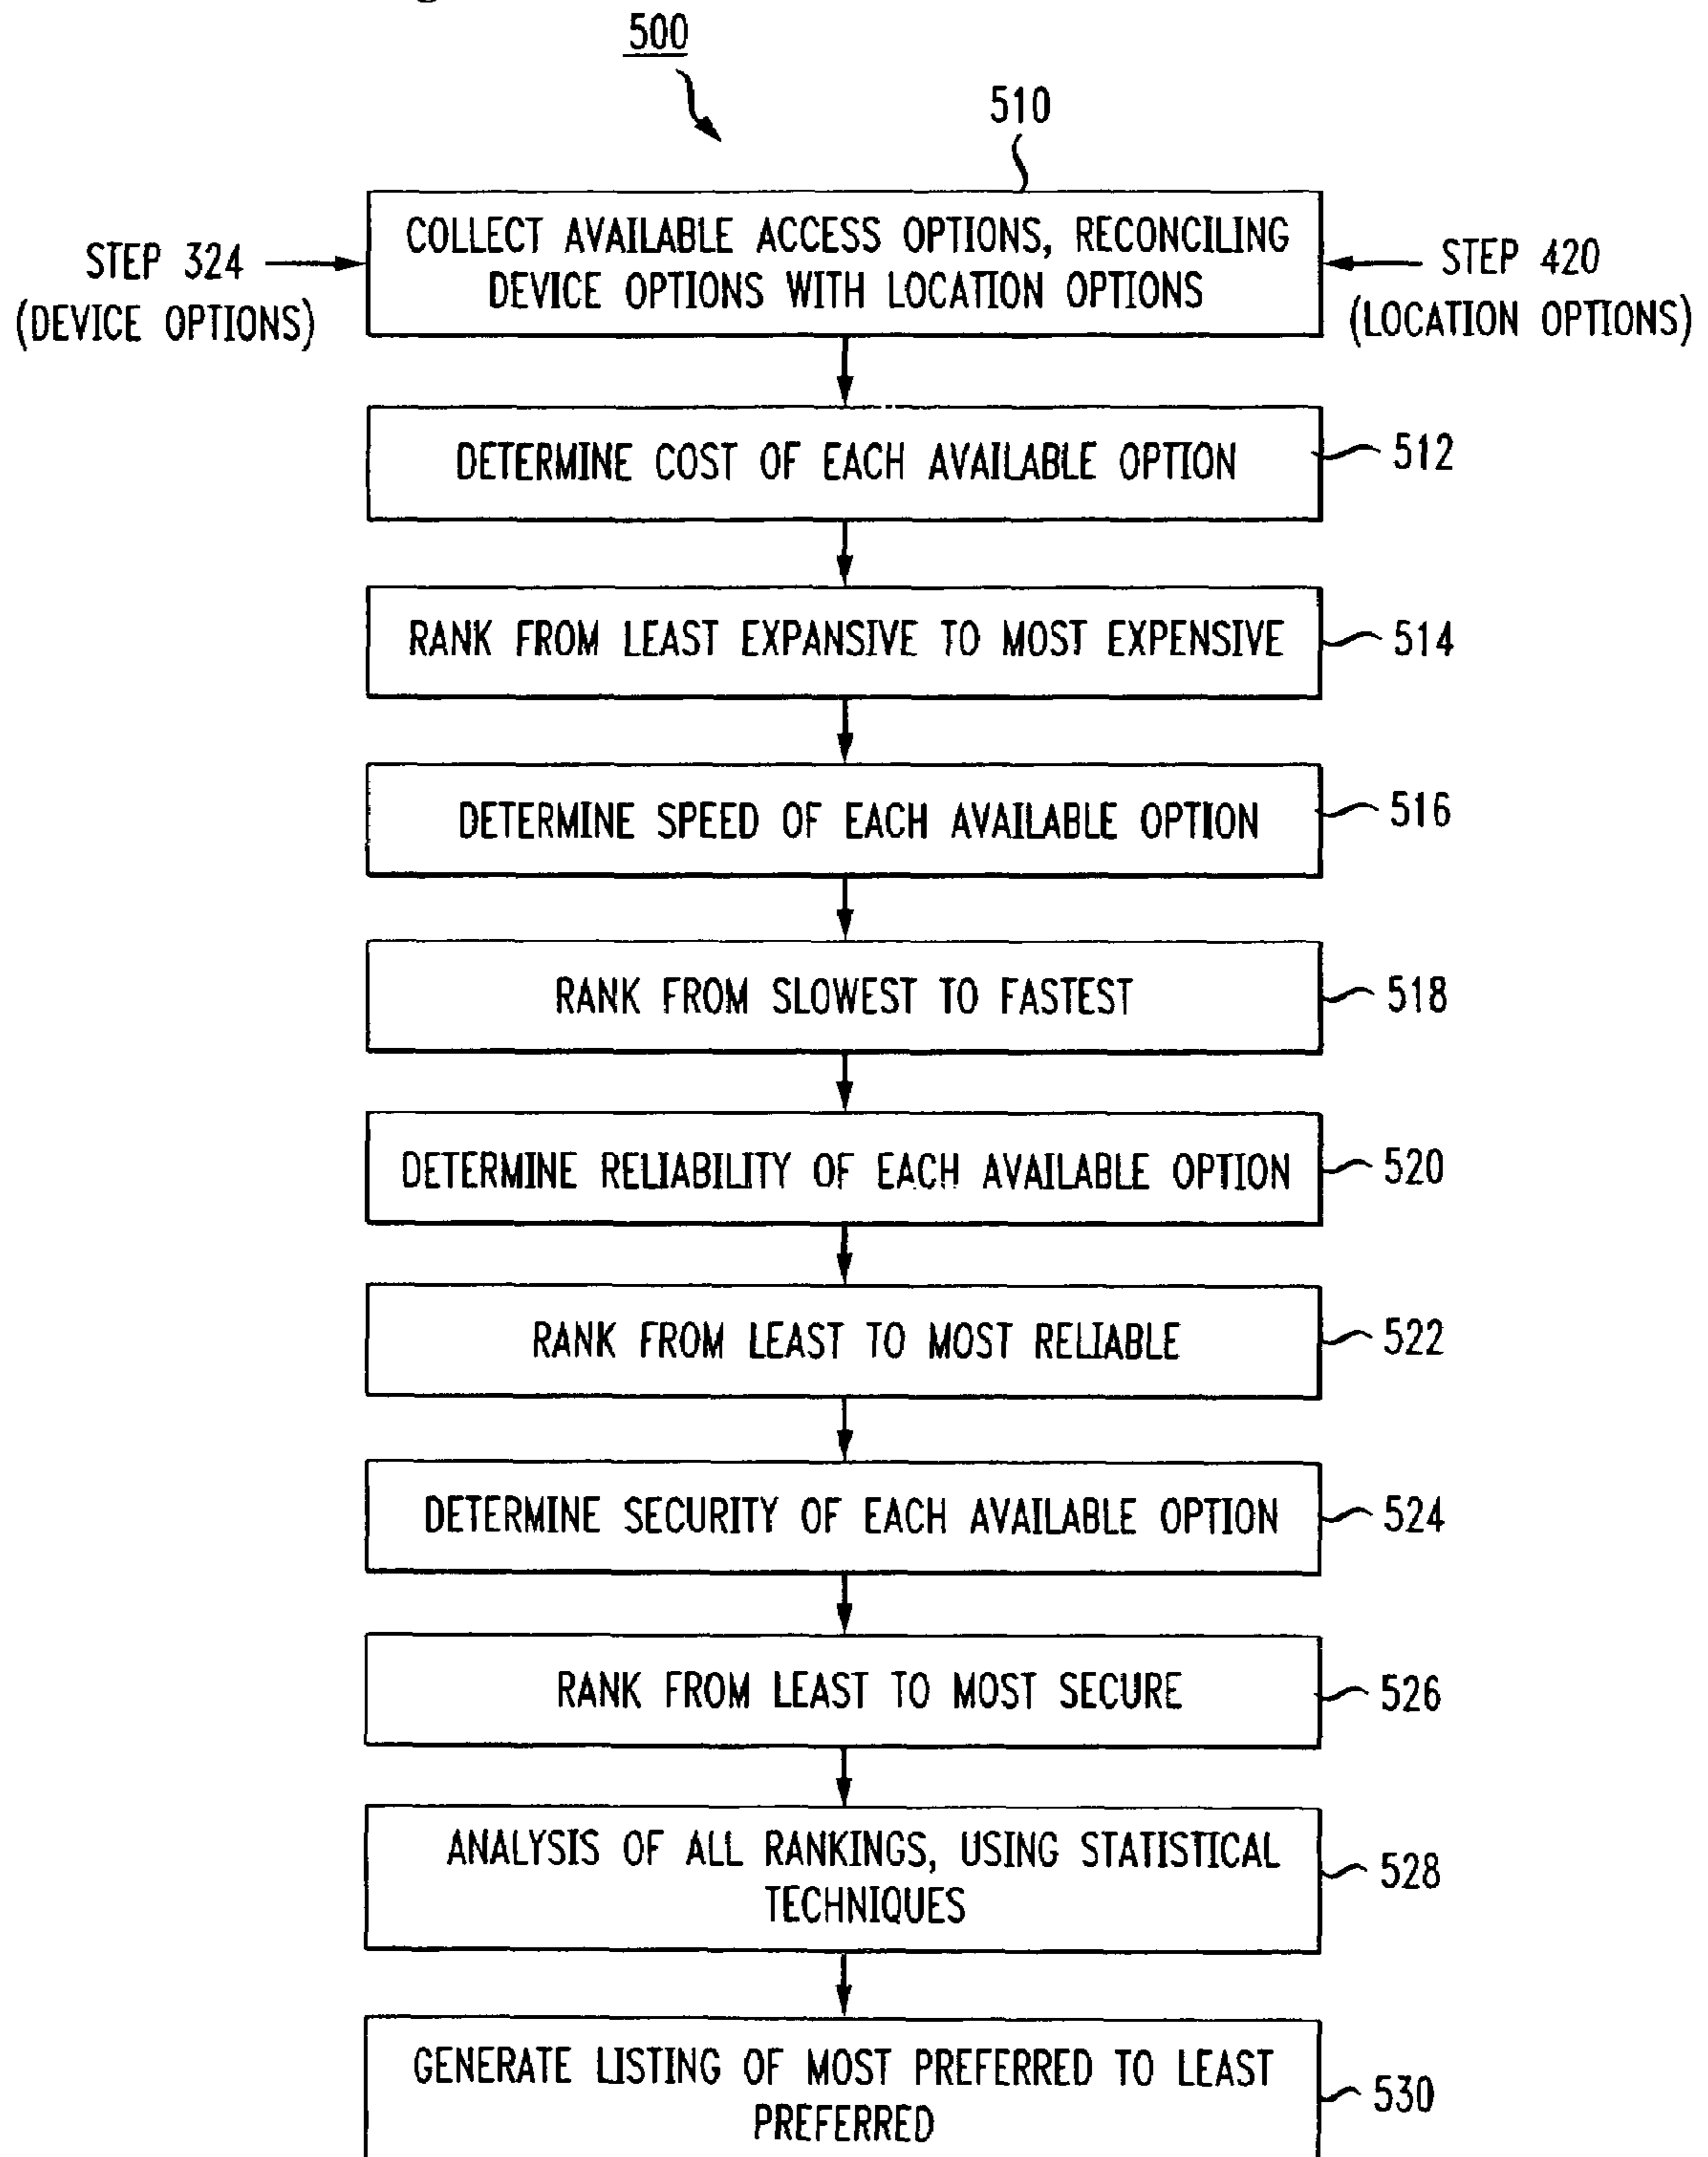 500
510
COLLECT AVAILABLE ACCESS OPTIONS, RECONCILING
DEVICE OPTIONS WITH LOCATION OPTIONS
STEP 324
(DEVICE OPTIONS)
STEP 420
(LOCATION OPTIONS)
DETERMINE COST OF EACH AVAILABLE OPTION
512
RANK FROM LEAST EXPANSIVE TO MOST EXPENSIVE
514
DETERMINE SPEED OF EACH AVAILABLE OPTION
516
RANK FROM SLOWEST TO FASTEST
518
DETERMINE RELIABILITY OF EACH AVAILABLE OPTION
520
RANK FROM LEAST TO MOST RELIABLE
522
DETERMINE SECURITY OF EACH AVAILABLE OPTION
524
RANK FROM LEAST TO MOST SECURE
526
ANALYSIS OF ALL RANKINGS, USING STATISTICAL
TECHNIQUES
528
GENERATE LISTING OF MOST PREFERRED TO LEAST
PREFERRED
530